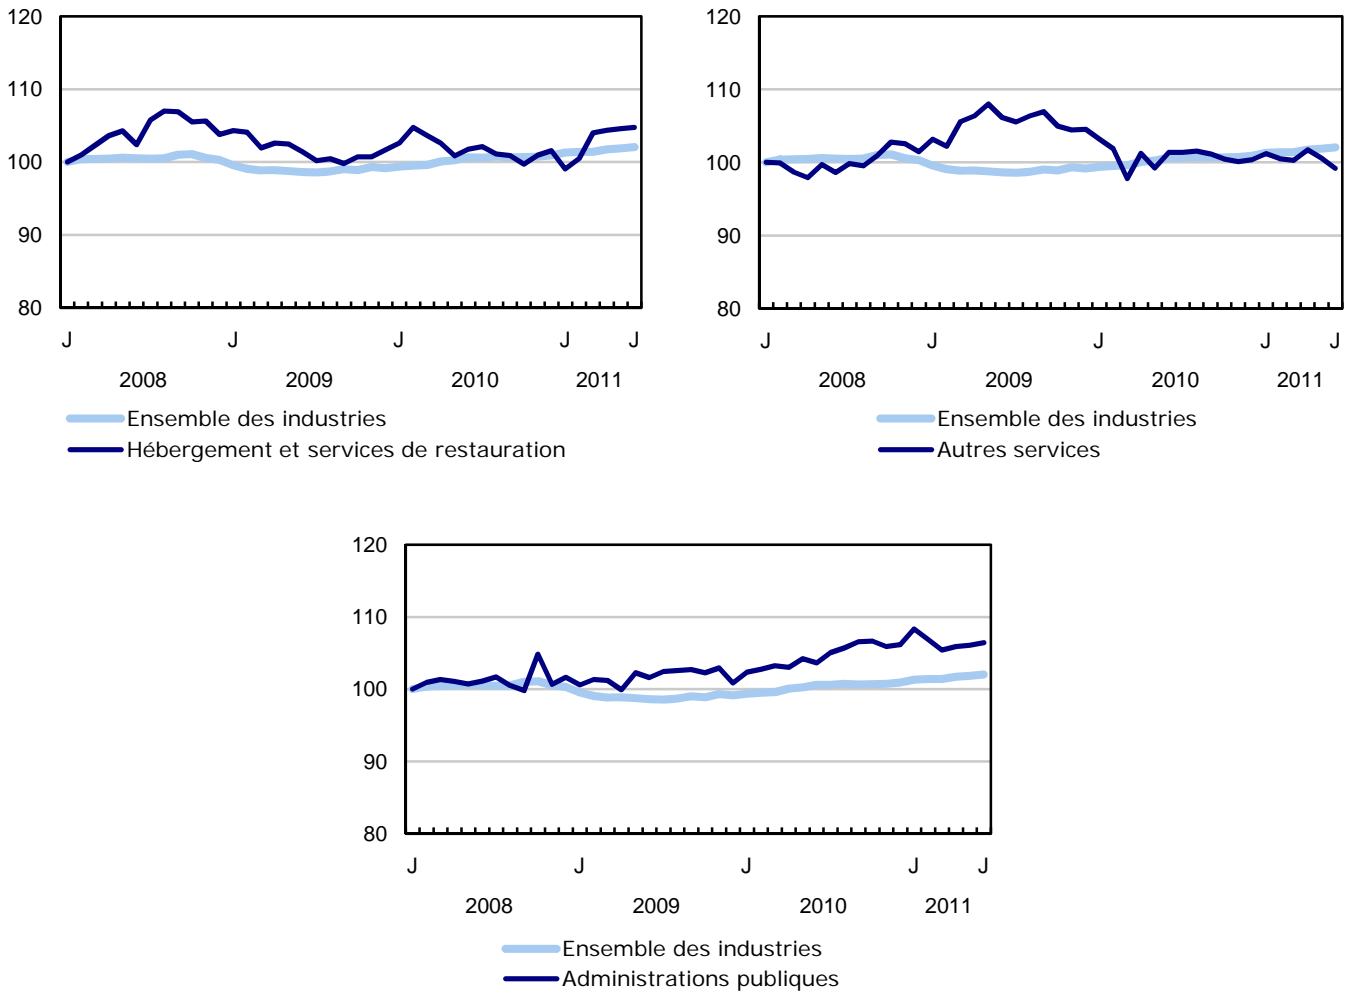 120
110
100
90
80
J J J J J
2008 2009 2010 2011
Ensemble des industries
Hébergement et services de restauration
120
110
100
90
80
J J J J J
2008 2009 2010 2011
Ensemble des industries
Autres services
120
110
100
90
80
J J J J J
2008 2009 2010 2011
Ensemble des industries
Administrations publiques